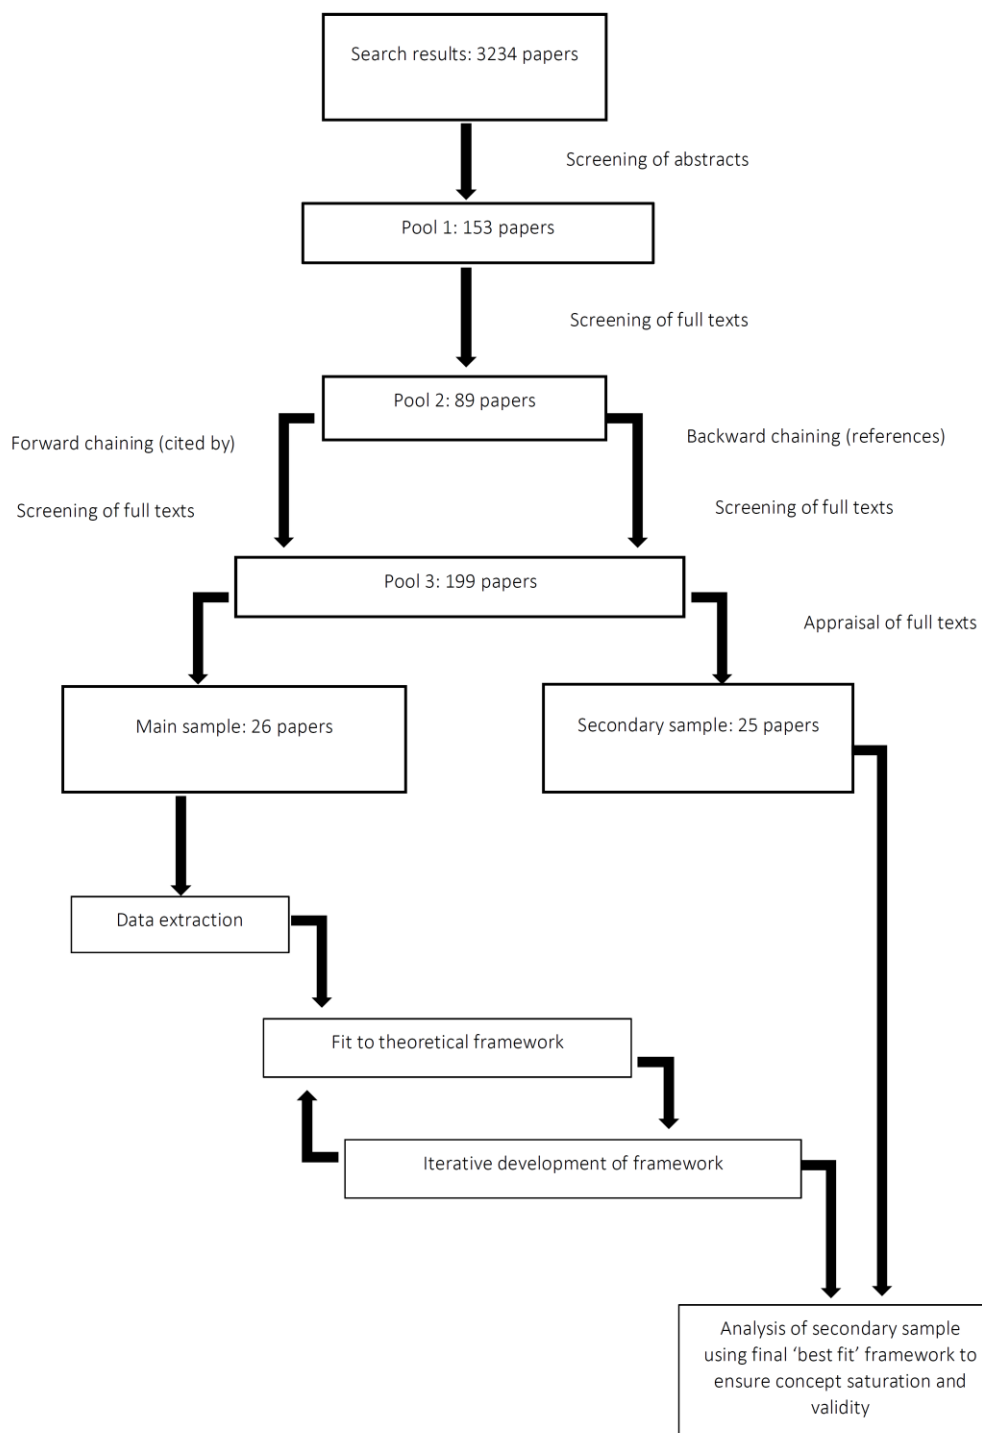 Search results: 3234 papers
Screening of abstracts
Pool 1: 153 papers
Screening of full texts
Pool 2: 89 papers
Forward chaining (cited by)
Backward chaining (references)
Screening of full texts
Screening of full texts
Pool 3: 199 papers
Appraisal of full texts
Main sample: 26 papers
Secondary sample: 25 papers
Data extraction
Fit to theoretical framework
Iterative development of framework
Analysis of secondary sample
using final ‘best fit’ framework to
ensure concept saturation and
validity